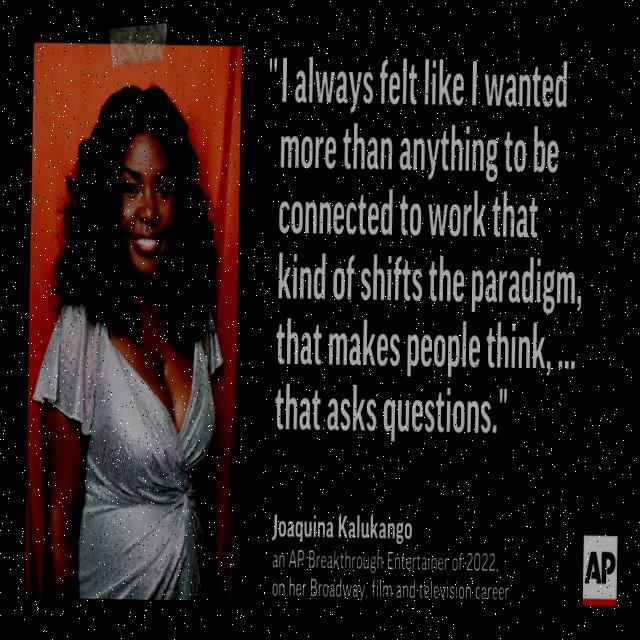 "I always felt like I wanted
more than anything to be
connected to work that
kind of shifts the paradigm,
that makes people think, ...
that asks questions."
Joaquina Kalukango
an AP Breakthrough Entertainer of 2022,
on her Broadway, film and television career
AP